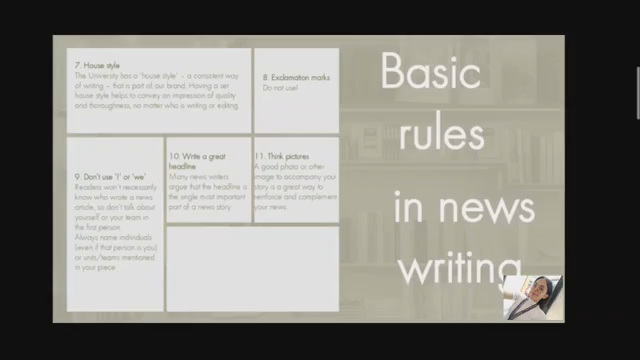 7. House style
The University has a 'house style' – a consistent way
of writing – that is part of our brand. Having a set
house style helps to convey an impression of quality
and thoroughness, no matter who is writing or editing.
8. Exclamation marks
Do not use!
9. Don't use 'I' or 'we'
Readers won't necessarily
know who wrote a news
article, so don't talk about
yourself or your team in
the first person.
Always name individuals
(even if that person is you)
or units/teams mentioned
in your piece
10. Write a great
headline
Many news writers
argue that the headline is
the single most important
part of a news story
11. Think pictures
A good photo or other
image to accompany your
story is a great way to
reinforce and complement
your news.
Basic
rules
in news
writing